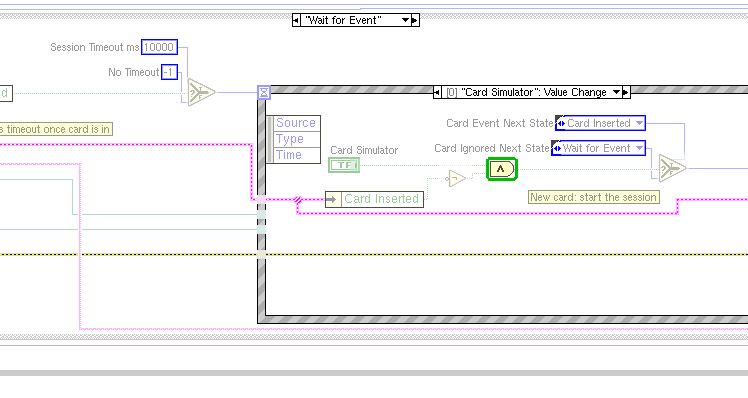 "Wait for Event"
Session Timeout ms 10000
No Timeout -1
d
[0] "Card Simulator": Value Change
s timeout once card is in
Source
Type
Time
Card Event Next State Card Inserted
Card Simulator
Card Ignored Next State Wait for Event
TF
Card Inserted
New card: start the session